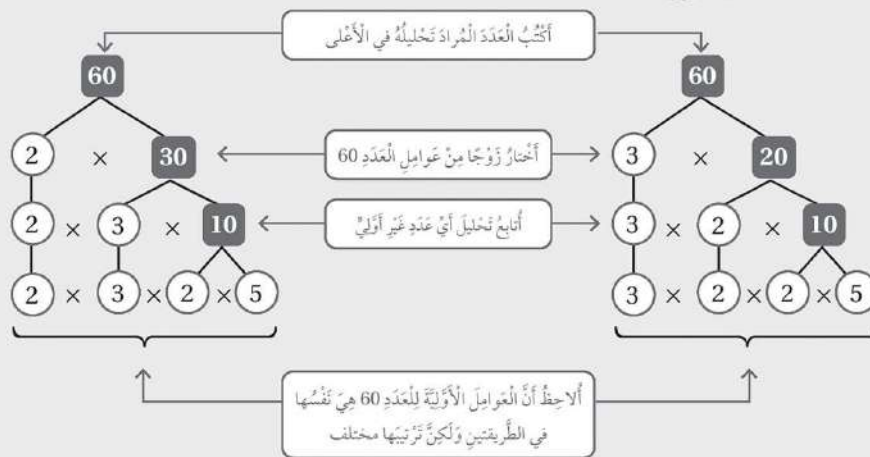 أَكْتُبُ الْعَدَدَ الْمُرادَ تَحْليلُهُ في الْأَعْلى
60
60
2 × 30
أَخْتارُ زَوْجًا مِنْ عَوامِلِ الْعَدَدِ 60
3 × 20
2 × 3 × 10
أُتابِعُ تَحْليلَ أَيِّ عَدَدٍ غَيْرِ أَوَّلِيٍّ
3 × 2 × 10
2 × 3 × 2 × 5
3 × 2 × 2 × 5
أُلاحِظُ أَنَّ الْعَوامِلَ الْأَوَّلِيَّةَ لِلْعَدَدِ 60 هِيَ نَفْسُها
في الطَّريقتينِ وَلَكِنَّ تَرْتيبَها مختلف